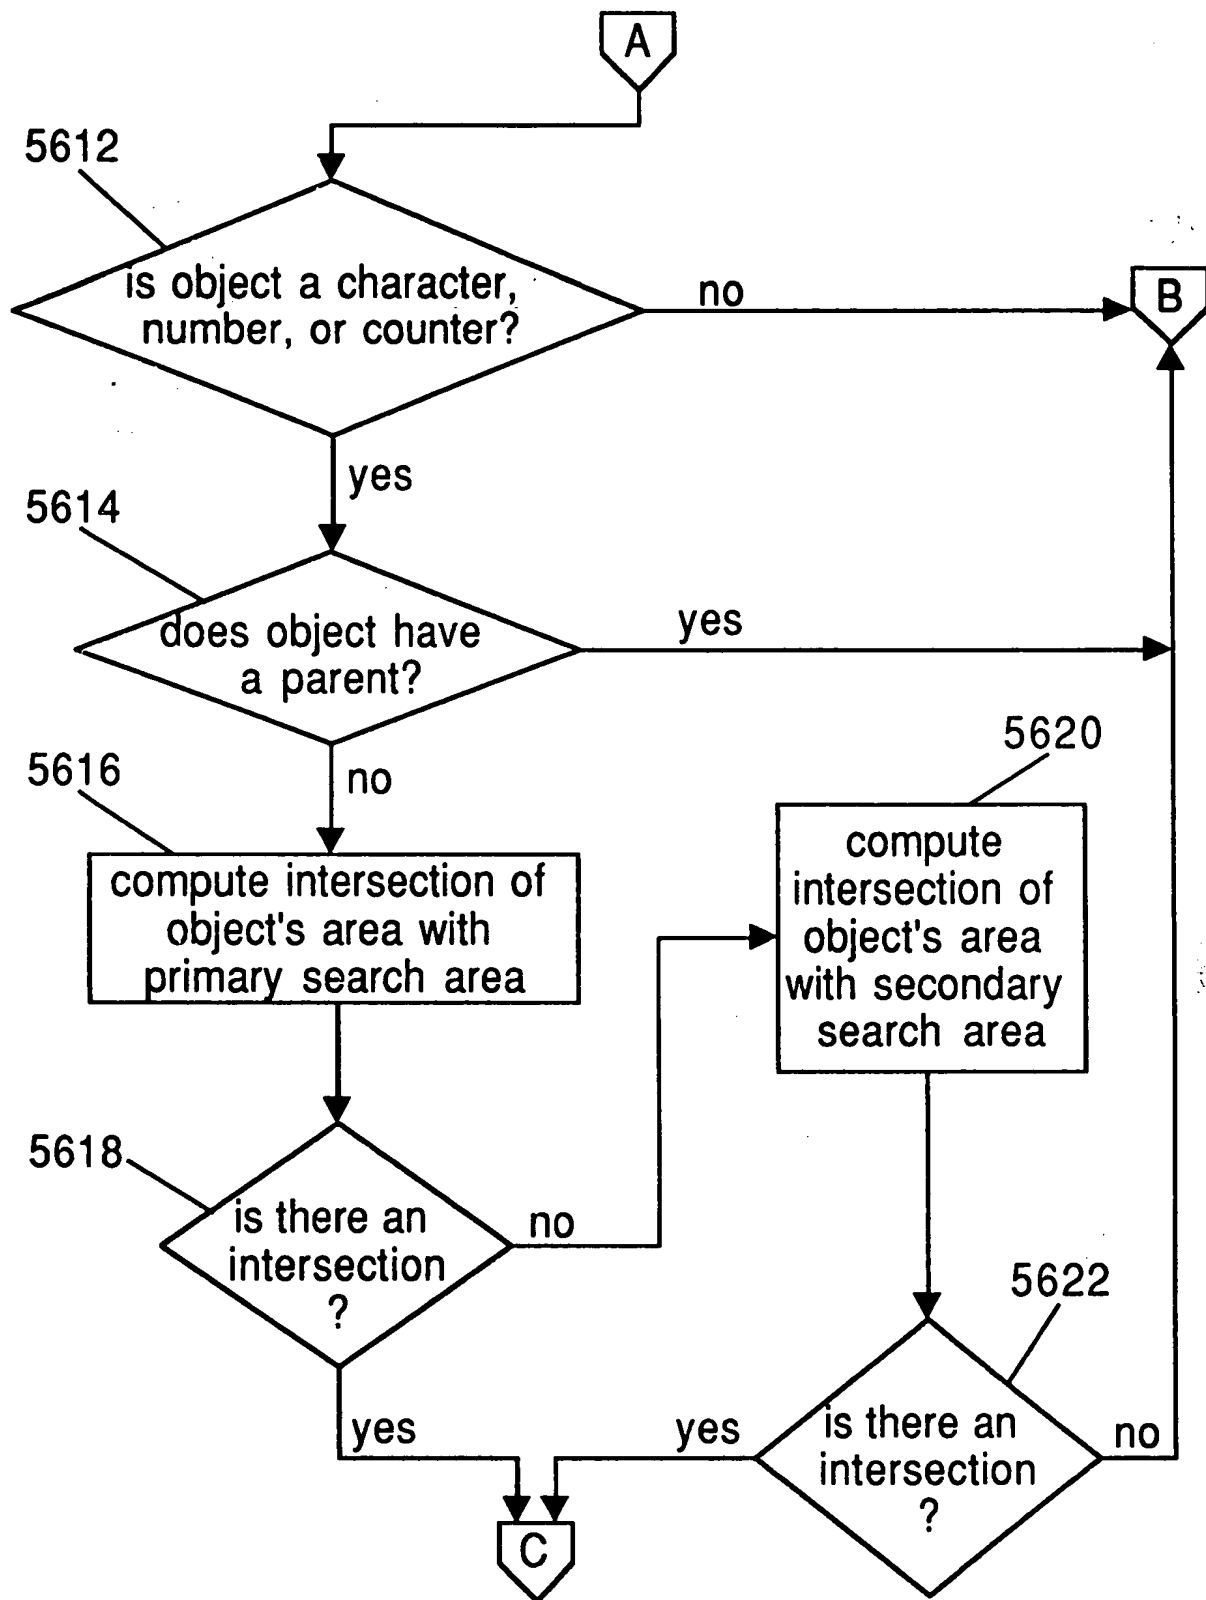 A
5612
is object a character,
number, or counter?
no
B
yes
5614
does object have
a parent?
yes
no
5616
compute intersection of
object's area with
primary search area
5620
compute
intersection of
object's area
with secondary
search area
5618
is there an
intersection
?
no
yes
5622
is there an
intersection
?
yes
no
C